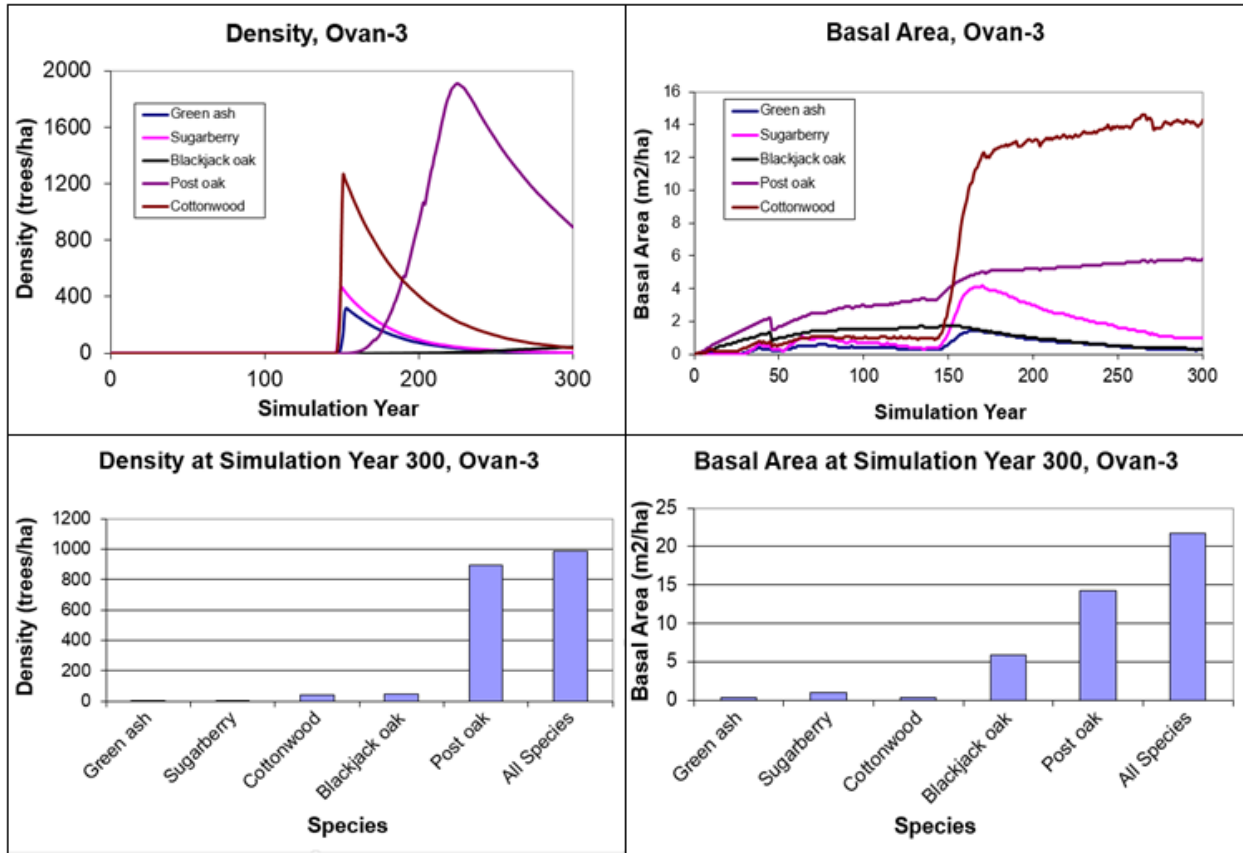 Density, Ovan-3
2000
1600
1200
800
400
0
Density (trees/ha)
Green ash
Sugarberry
Blackjack oak
Post oak
Cottonwood
0 100 200 300
Simulation Year
Basal Area, Ovan-3
16
14
12
10
8
6
4
2
0
Basal Area (m2/ha)
Green ash
Sugarberry
Blackjack oak
Post oak
Cottonwood
0 50 100 150 200 250 300
Simulation Year
Density at Simulation Year 300, Ovan-3
1200
1000
800
600
400
200
0
Density (trees/ha)
Green ash
Sugarberry
Cottonwood
Blackjack oak
Post oak
All Species
Species
Basal Area at Simulation Year 300, Ovan-3
25
20
15
10
5
0
Basal Area (m2/ha)
Green ash
Sugarberry
Cottonwood
Blackjack oak
Post oak
All Species
Species